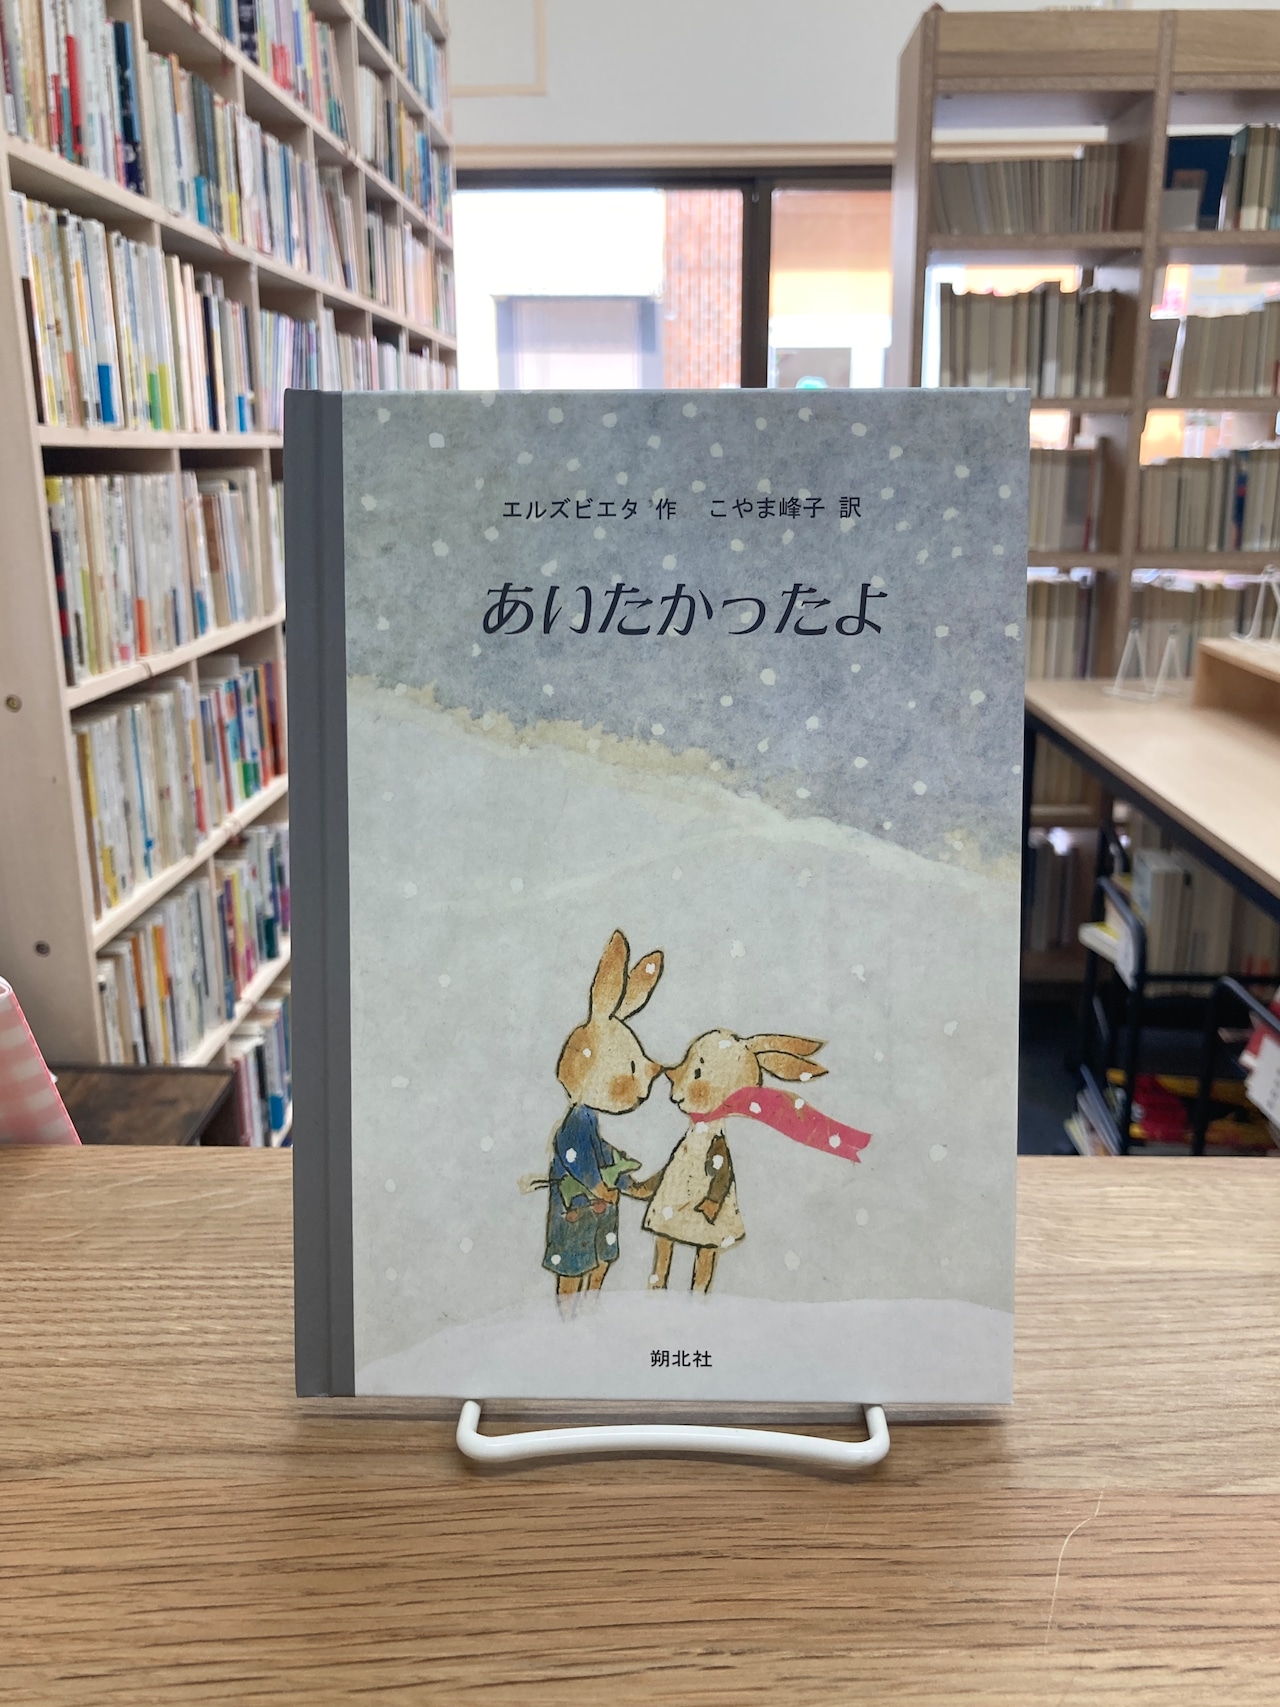 エルズビエタ 作 こやま峰子 訳
あいたかったよ
朔北社